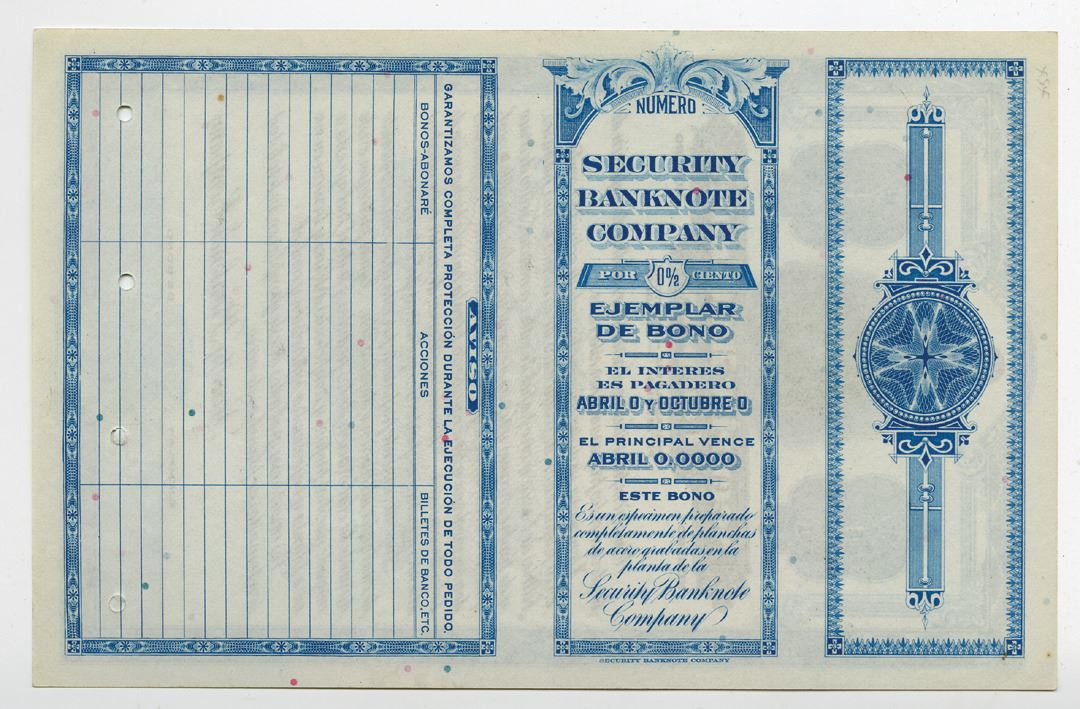 AVISO
GARANTIZAMOS COMPLETA PROTECCIÓN DURANTE LA EJECUCIÓN DE TODO PEDIDO.
BONOS-ABONARÉ
ACCIONES
BILLETES DE BANCO, ETC.
NUMERO
SECURITY
BANKNOTE
COMPANY
POR 0% CIENTO
EJEMPLAR
DE BONO
EL INTERES
ES PAGADERO
ABRIL 0 Y OCTUBRE 0
EL PRINCIPAL VENCE
ABRIL 0, 0000
ESTE BONO
Es un especimen preparado
completamente de planchas
de acero grabadas en la
planta de la
Security Banknote
Company
SECURITY BANKNOTE COMPANY